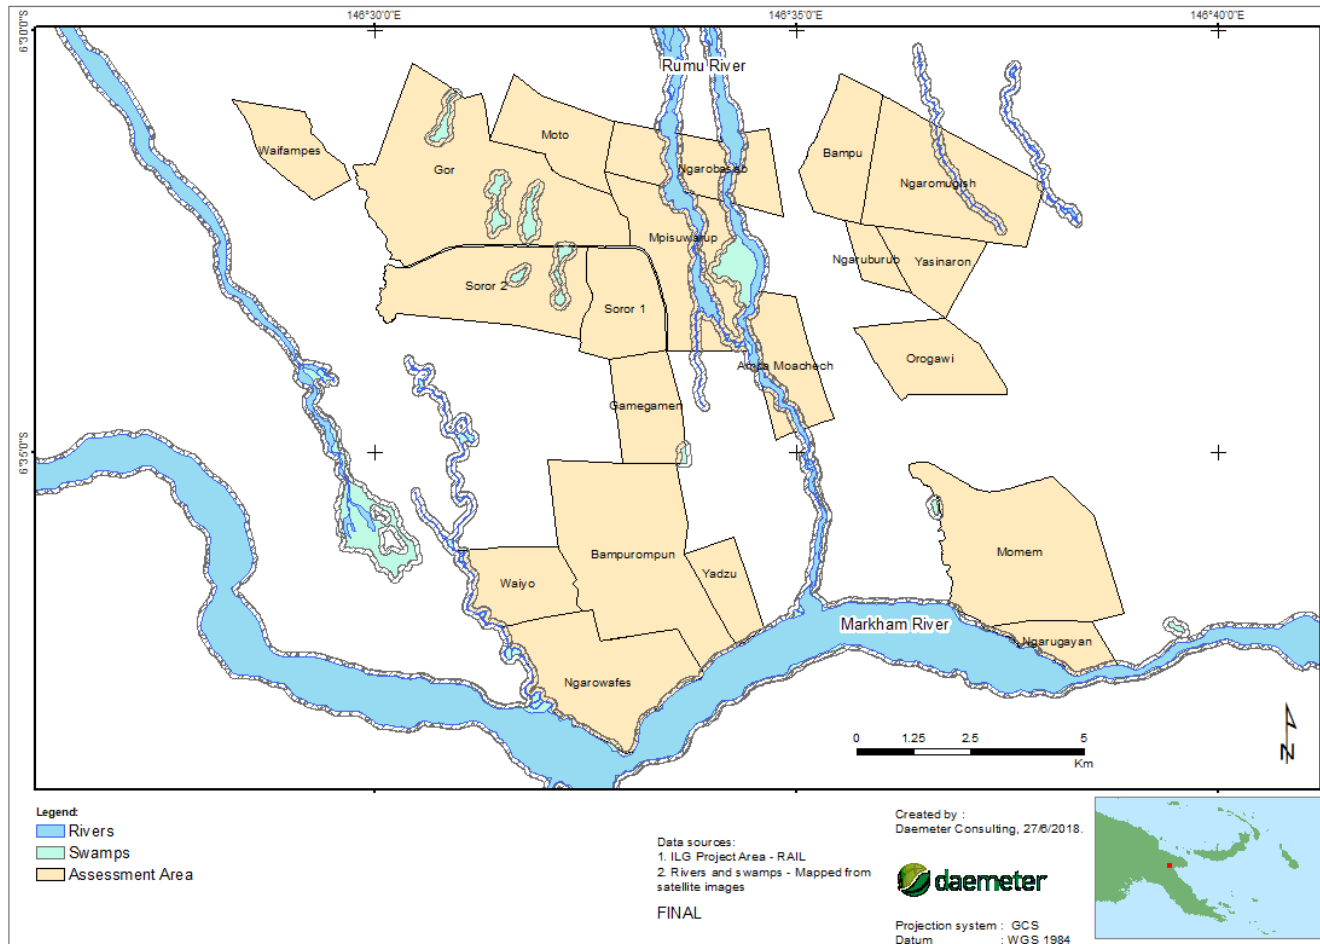 146°30'0"E
146°35'0"E
146°40'0"E
6°30'0"S
6°35'0"S
Rumu River
Waifampes
Gor
Moto
Ngarobasab
Bampu
Ngaromugish
Mpisuwarup
Ngaruburub
Yasinaron
Soror 2
Soror 1
Orogawi
Amca Moachech
Gamegamen
Momem
Bampurompun
Waiyo
Yadzu
Markham River
Ngarugayan
Ngarowafes
0 1.25 2.5 5
Km
N
Legend:
Rivers
Swamps
Assessment Area
Data sources:
1. ILG Project Area - RAIL
2. Rivers and swamps - Mapped from
satellite images
FINAL
Created by :
Daemeter Consulting, 27/6/2018.
daemeter
Projection system : GCS
Datum : WGS 1984